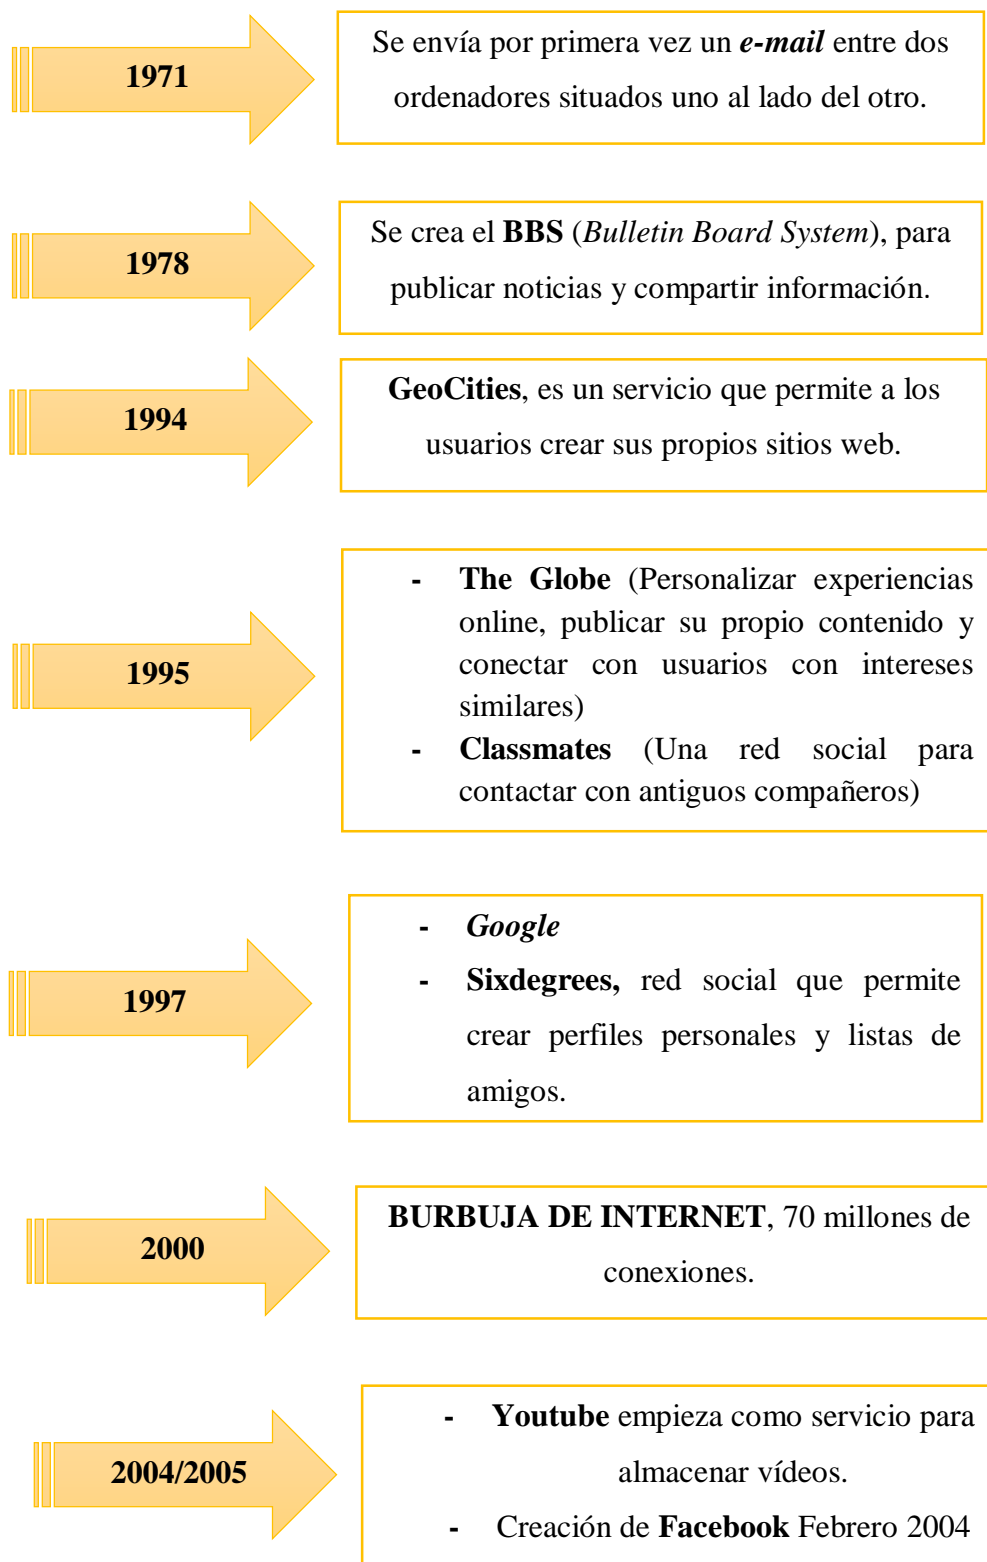 1971
Se envía por primera vez un e-mail entre dos
ordenadores situados uno al lado del otro.
1978
Se crea el BBS (Bulletin Board System), para
publicar noticias y compartir información.
1994
GeoCities, es un servicio que permite a los
usuarios crear sus propios sitios web.
1995
- The Globe (Personalizar experiencias
online, publicar su propio contenido y
conectar con usuarios con intereses
similares)
- Classmates (Una red social para
contactar con antiguos compañeros)
1997
- Google
- Sixdegrees, red social que permite
crear perfiles personales y listas de
amigos.
2000
BURBUJA DE INTERNET, 70 millones de
conexiones.
2004/2005
- Youtube empieza como servicio para
almacenar vídeos.
- Creación de Facebook Febrero 2004